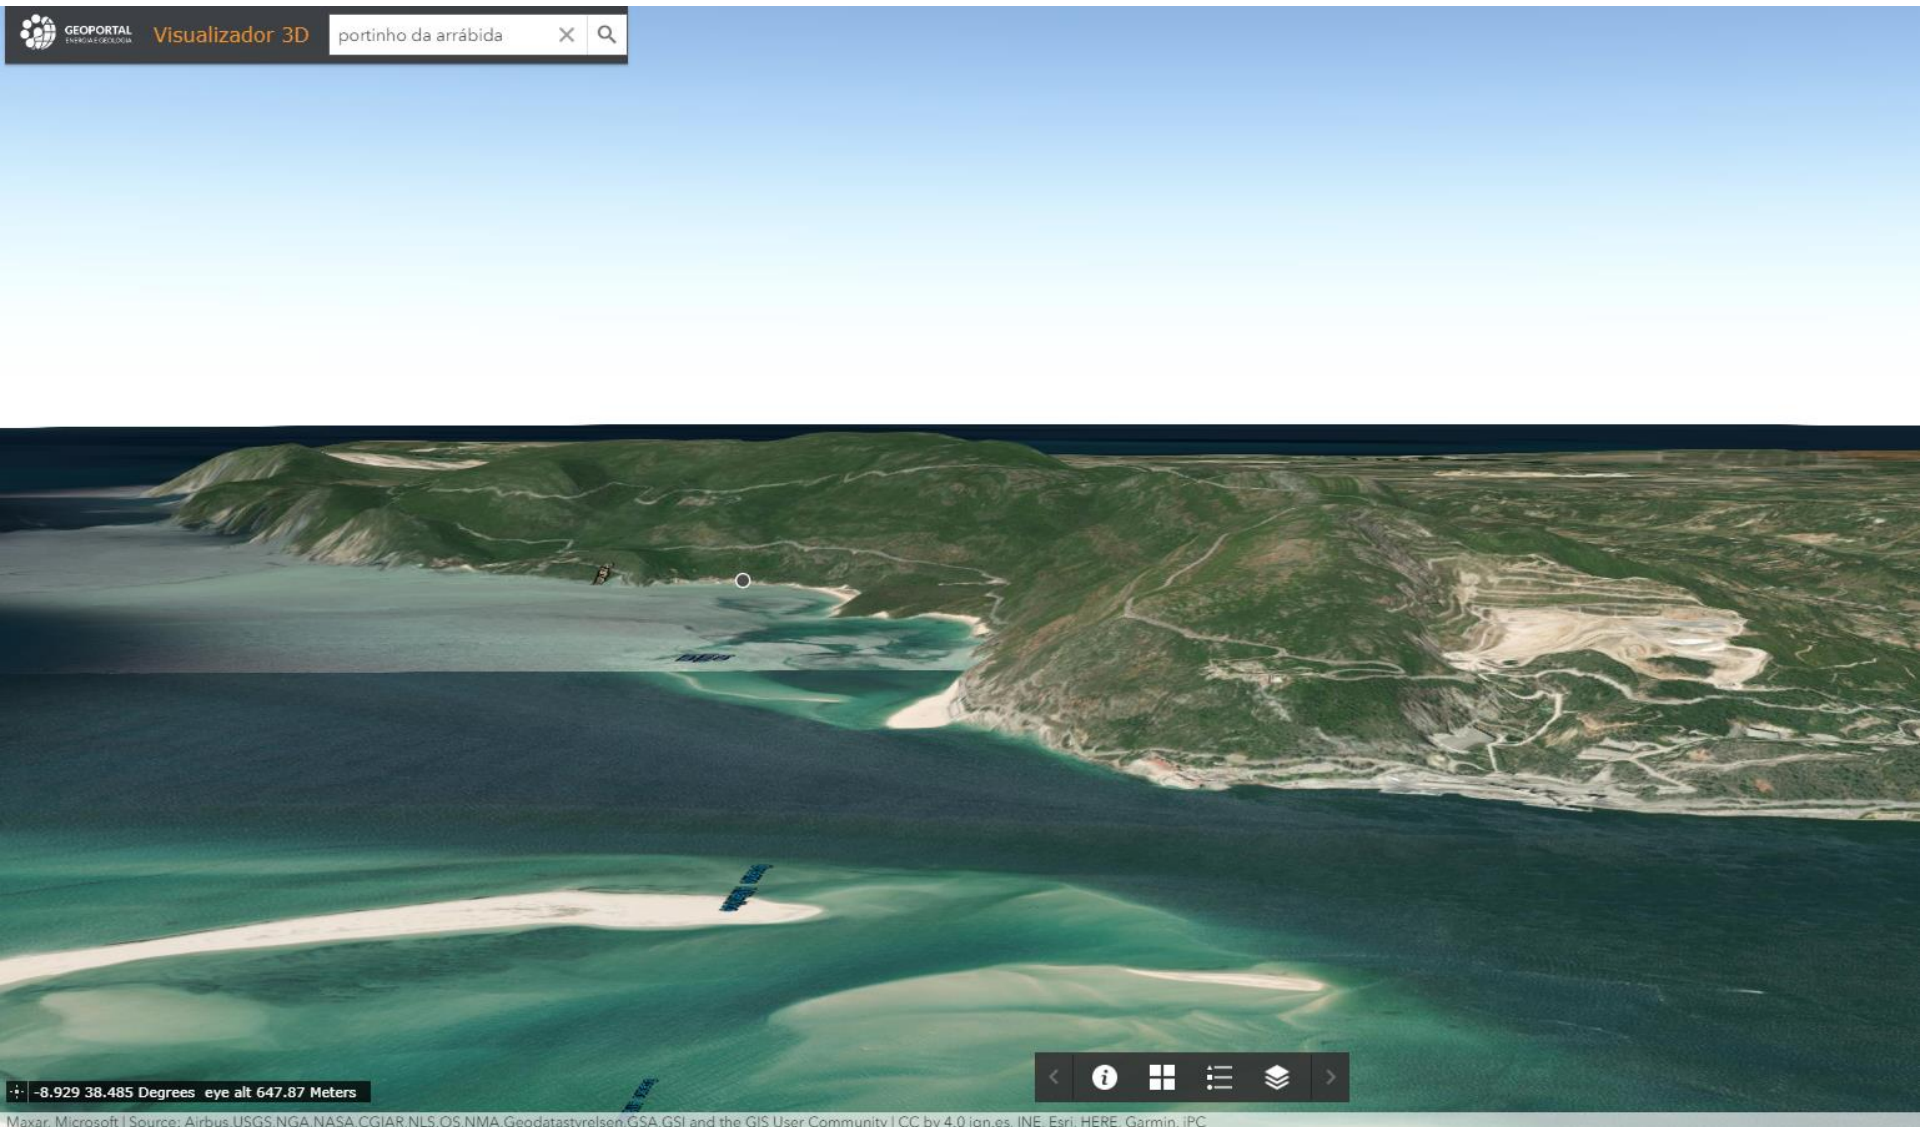 GEOPORTAL
ENERGIA E GEOLOGIA
Visualizador 3D
portinho da arrábida
-8.929 38.485 Degrees eye alt 647.87 Meters
Maxar, Microsoft | Source: Airbus,USGS,NGA,NASA,CGIAR,NLS,OS,NMA,Geodatastyrelsen,GSA,GSI and the GIS User Community | CC by 4.0 ign.es, INE, Esri, HERE, Garmin, iPC